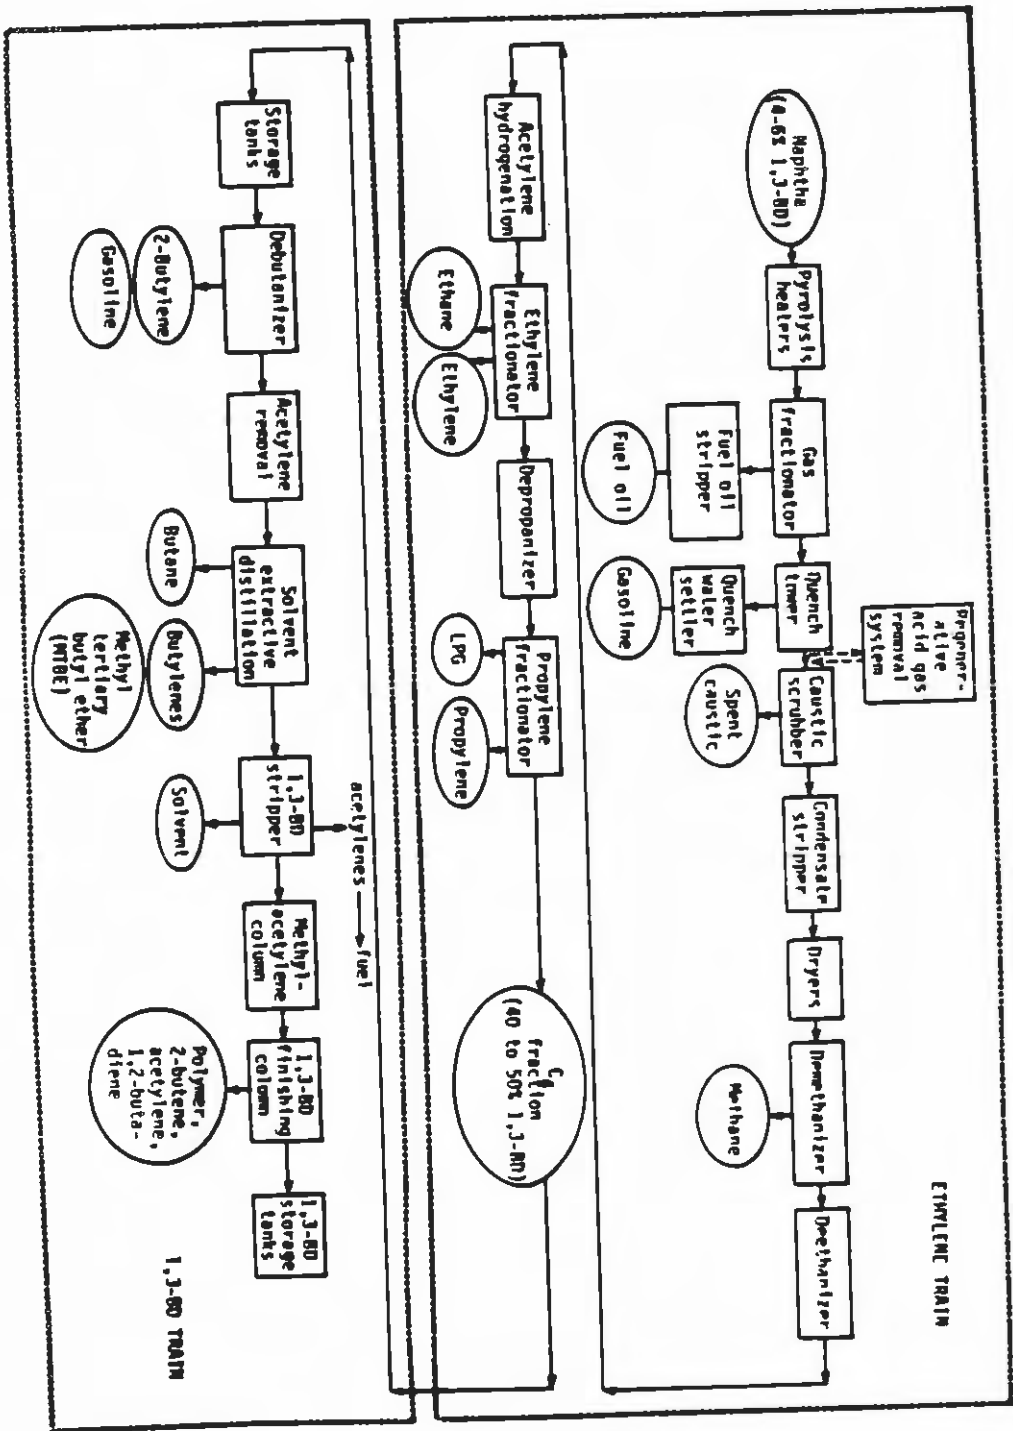 ETHYLENE TRAIN
Naphtha
(4-6% 1,3-BD)
Pyrolysis
heaters
Gas
fractionator
Fuel oil
stripper
Fuel oil
Quench
tower
Quench
water
settler
Gasoline
Regener-
ative
acid gas
removal
system
Caustic
scrubber
Spent
caustic
Condensate
stripper
Dryers
Demethanizer
Methane
Deethanizer
Acetylene
hydrogenation
Ethylene
fractionator
Ethane
Ethylene
Depropanizer
Propylene
fractionator
LPG
Propylene
C4
fraction
(40 to 50% 1,3-BD)
Storage
tanks
Debutanizer
2-Butylene
Gasoline
Acetylene
removal
Solvent
extractive
distillation
Butane
Butylenes
Methyl
tertiary
butyl ether
(MTBE)
1,3-BD
stripper
acetylenes
fuel
Solvent
Methyl-
acetylene
column
1,3-BD
finishing
column
Polymer,
2-butene,
acetylene,
1,2-buta-
diene
1,3-BD
storage
tanks
1,3-BD TRAIN